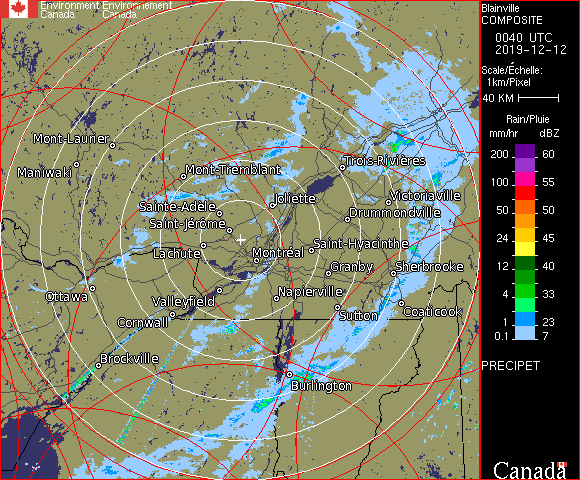 Environment Environnement
Canada Canada
Blainville
COMPOSITE
0040 UTC
2019-12-12
Scale/Échelle:
1km/Pixel
40 KM
Rain/Pluie
mm/hr dBZ
200 60
100 55
50 50
24 45
12 40
8 33
4 33
1 23
0.1 7
PRECIPET
Canada
Mont-Laurier
Maniwaki
Mont-Tremblant
Trois-Rivières
Sainte-Adèle
Joliette
Victoriaville
Saint-Jérôme
Drummondville
Lachute
Montréal
Saint-Hyacinthe
Granby
Sherbrooke
Ottawa
Valleyfield
Napierville
Cornwall
Sutton
Coaticook
Brockville
Burlington